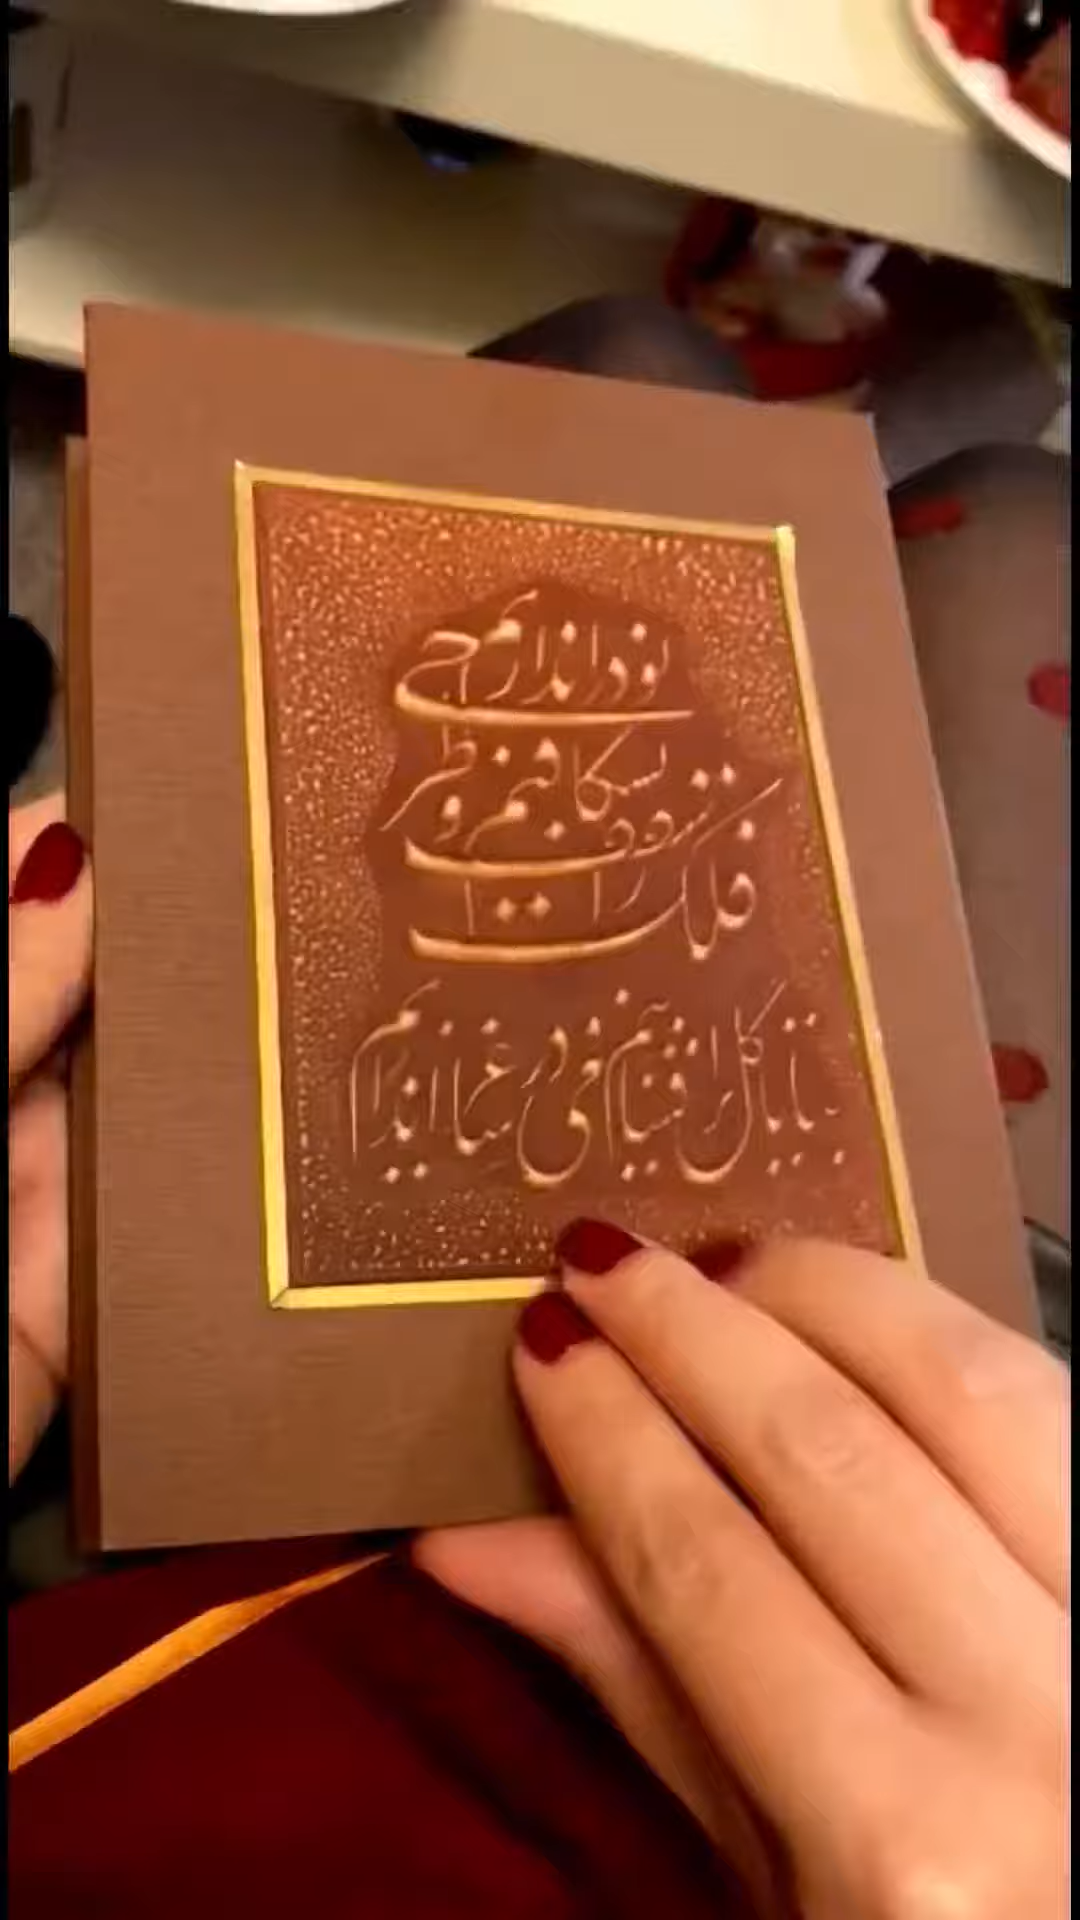 بیا تا گل برافشانیم و می در ساغر اندازیم
فلک را سقف بشکافیم و طرحی نو دراندازیم